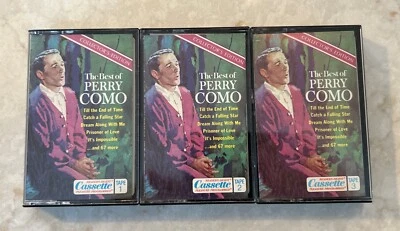 COLLECTOR'S EDITION
The Best of
PERRY
COMO
Till the End of Time
Catch a Falling Star
Dream Along With Me
Prisoner of Love
It's Impossible
...and 67 more
Cassette
TAPE
1
COLLECTOR'S EDITION
The Best of
PERRY
COMO
Till the End of Time
Catch a Falling Star
Dream Along With Me
Prisoner of Love
It's Impossible
...and 67 more
Cassette
TAPE
2
COLLECTOR'S EDITION
The Best of
PERRY
COMO
Till the End of Time
Catch a Falling Star
Dream Along With Me
Prisoner of Love
It's Impossible
...and 67 more
Cassette
TAPE
3